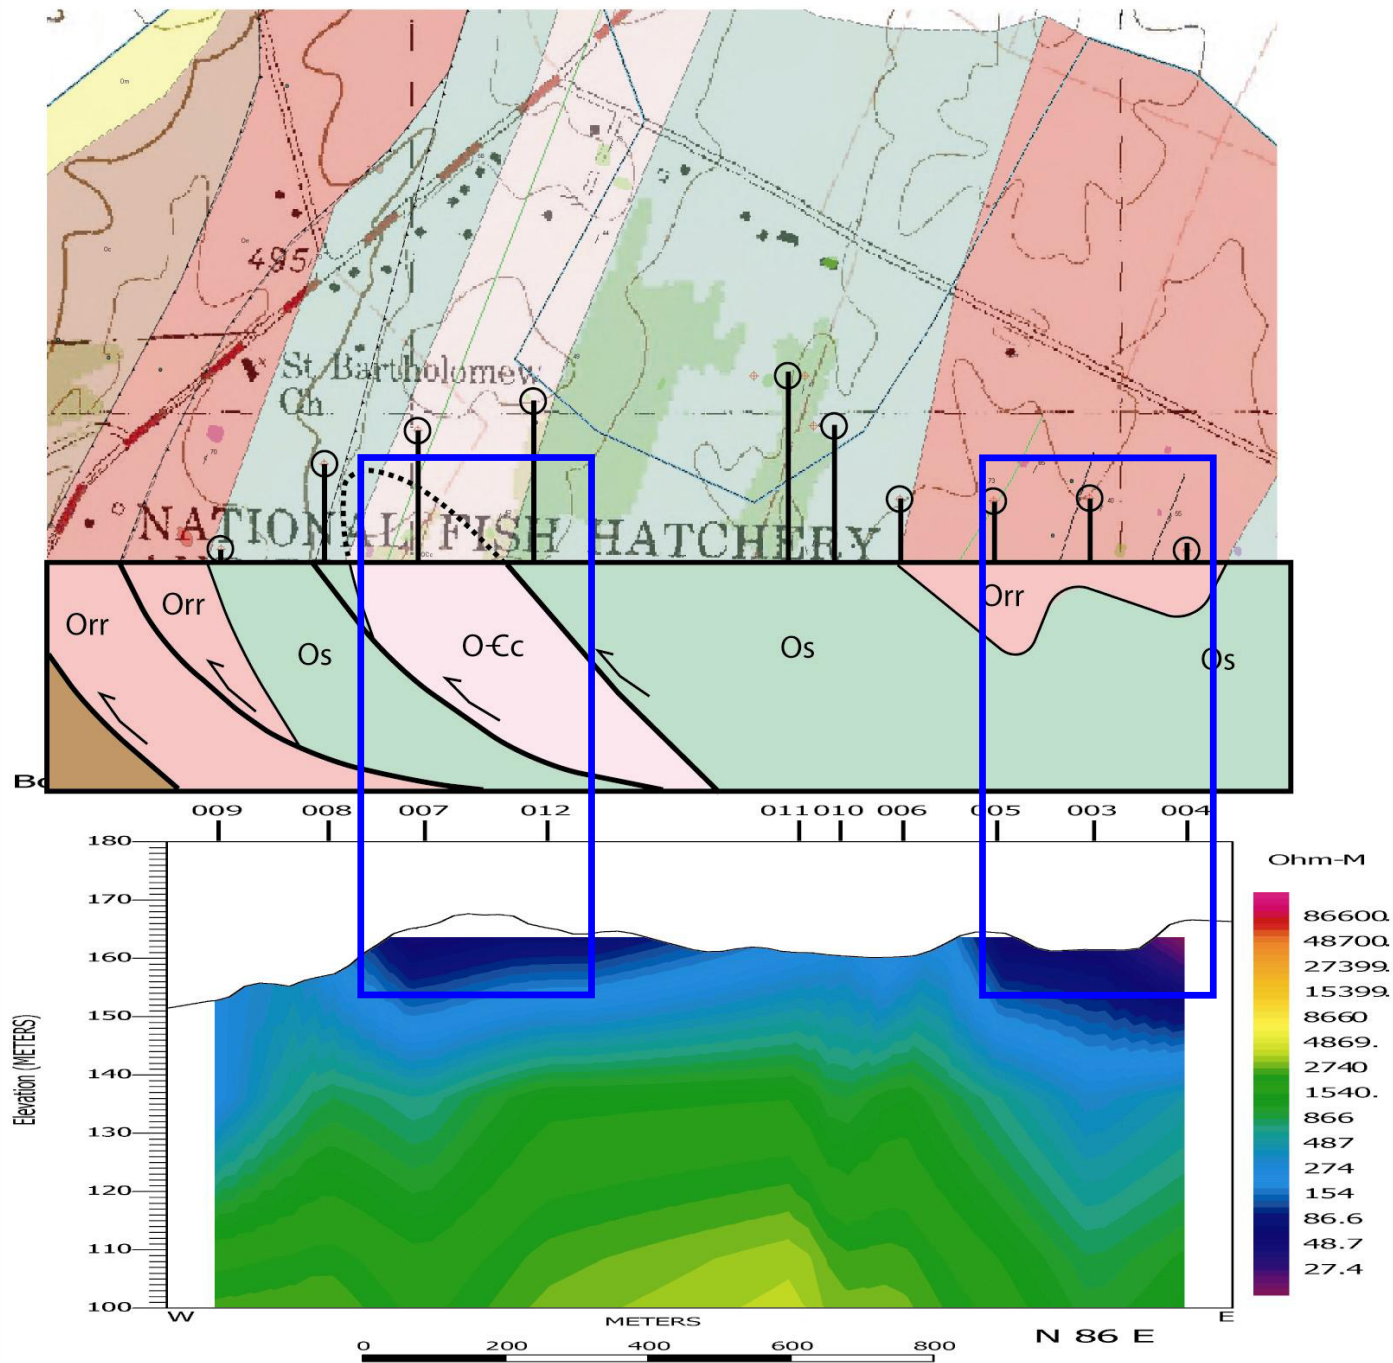 495
St. Bartholomew
Ch
NATIONAL FISH HATCHERY
Orr
Orr
Os
O-Ꞓc
Os
Orr
Os
009 008 007 012 011 010 006 005 003 004
180
170
160
150
140
130
120
110
100
Elevation (METERS)
Ohm-M
86600.
48700.
27399.
15399.
8660
4869.
2740
1540.
866
487
274
154
86.6
48.7
27.4
W
E
METERS
N 86 E
0 200 400 600 800